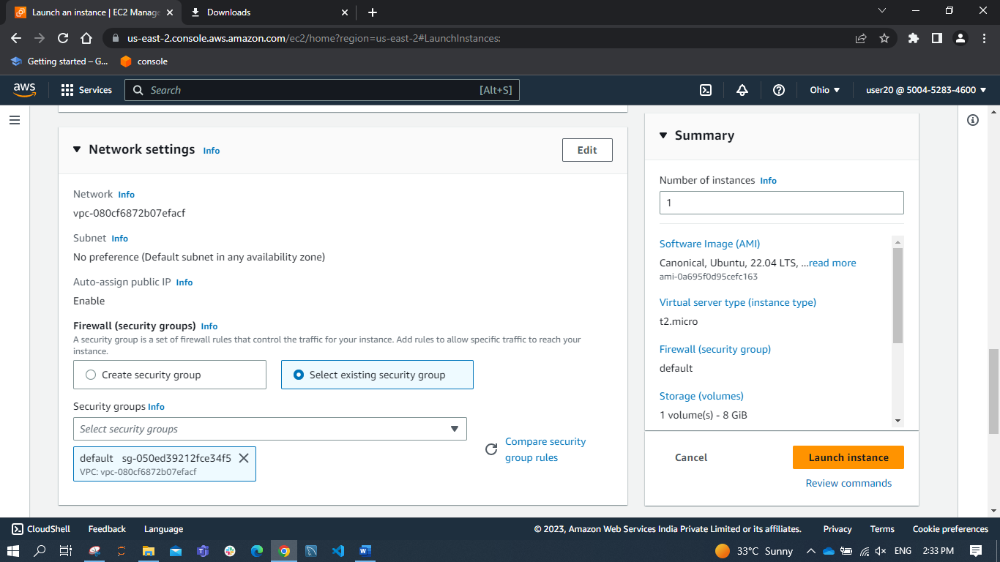 Launch an instance | EC2 Manage
Downloads
us-east-2.console.aws.amazon.com/ec2/home?region=us-east-2#LaunchInstances:
Getting started – G...
console
aws
Services
Search
[Alt+S]
Ohio
user20 @ 5004-5283-4600
Network settings Info
Edit
Network Info
vpc-080cf6872b07efacf
Subnet Info
No preference (Default subnet in any availability zone)
Auto-assign public IP Info
Enable
Firewall (security groups) Info
A security group is a set of firewall rules that control the traffic for your instance. Add rules to allow specific traffic to reach your
instance.
Create security group
Select existing security group
Security groups Info
Select security groups
default sg-050ed39212fce34f5
VPC: vpc-080cf6872b07efacf
Compare security
group rules
Summary
Number of instances Info
1
Software Image (AMI)
Canonical, Ubuntu, 22.04 LTS, ...read more
ami-0a695f0d95cefc163
Virtual server type (instance type)
t2.micro
Firewall (security group)
default
Storage (volumes)
1 volume(s) - 8 GiB
Cancel
Launch instance
Review commands
CloudShell
Feedback
Language
© 2023, Amazon Web Services India Private Limited or its affiliates.
Privacy
Terms
Cookie preferences
33°C Sunny
ENG
2:33 PM